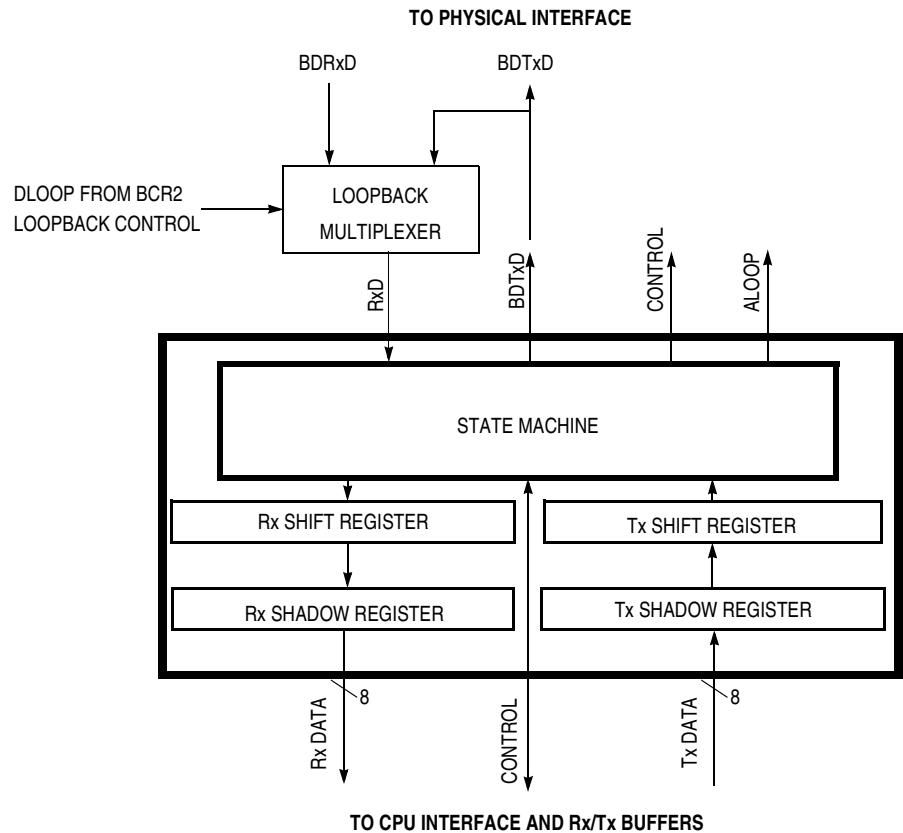 TO PHYSICAL INTERFACE
BDRxD
BDTxD
DLOOP FROM BCR2
LOOPBACK CONTROL
LOOPBACK
MULTIPLEXER
RxD
BDTxD
CONTROL
ALOOP
STATE MACHINE
Rx SHIFT REGISTER
Tx SHIFT REGISTER
Rx SHADOW REGISTER
Tx SHADOW REGISTER
8
8
Rx DATA
CONTROL
Tx DATA
TO CPU INTERFACE AND Rx/Tx BUFFERS